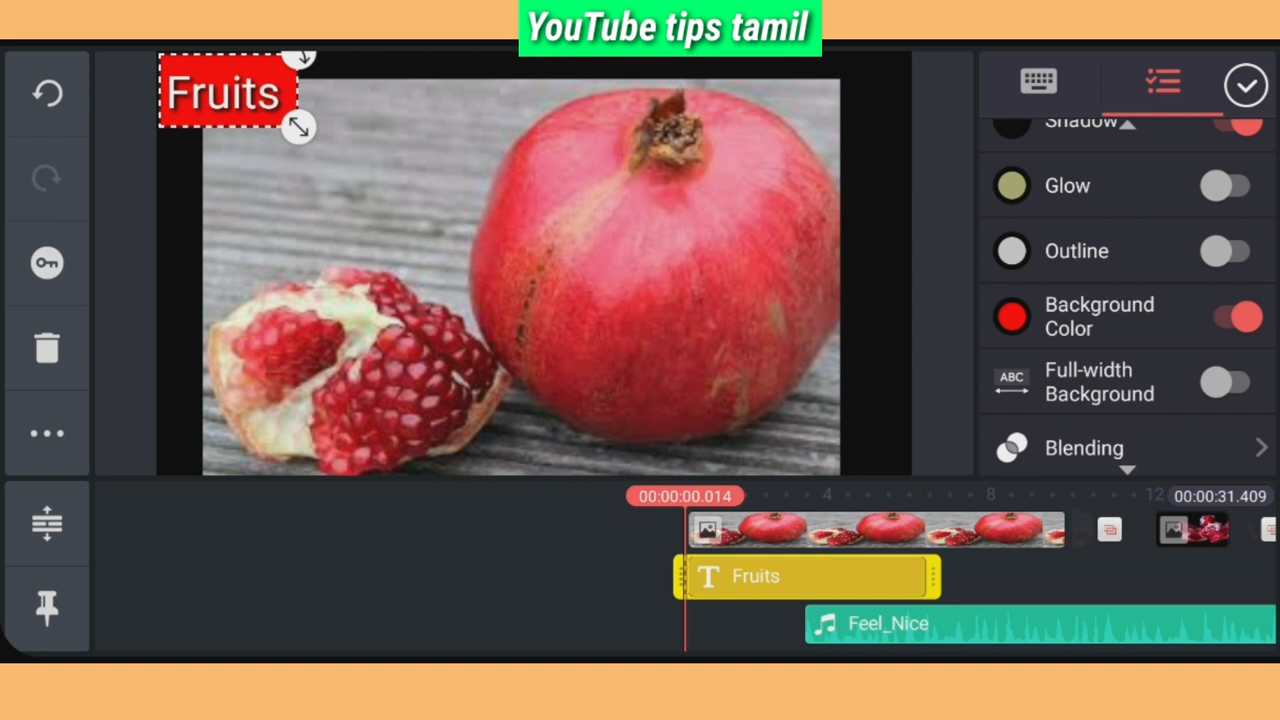 YouTube tips tamil
Fruits
Shadow
Glow
Outline
Background
Color
ABC
Full-width
Background
Blending
00:00:00.014
4
8
12
00:00:31.409
T Fruits
Feel_Nice